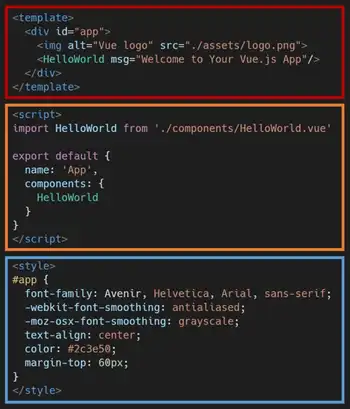 <template>
  <div id="app">
    <img alt="Vue logo" src="./assets/logo.png">
    <HelloWorld msg="Welcome to Your Vue.js App"/>
  </div>
</template>
<script>
import HelloWorld from './components/HelloWorld.vue'

export default {
  name: 'App',
  components: {
    HelloWorld
  }
}
</script>
<style>
#app {
  font-family: Avenir, Helvetica, Arial, sans-serif;
  -webkit-font-smoothing: antialiased;
  -moz-osx-font-smoothing: grayscale;
  text-align: center;
  color: #2c3e50;
  margin-top: 60px;
}
</style>